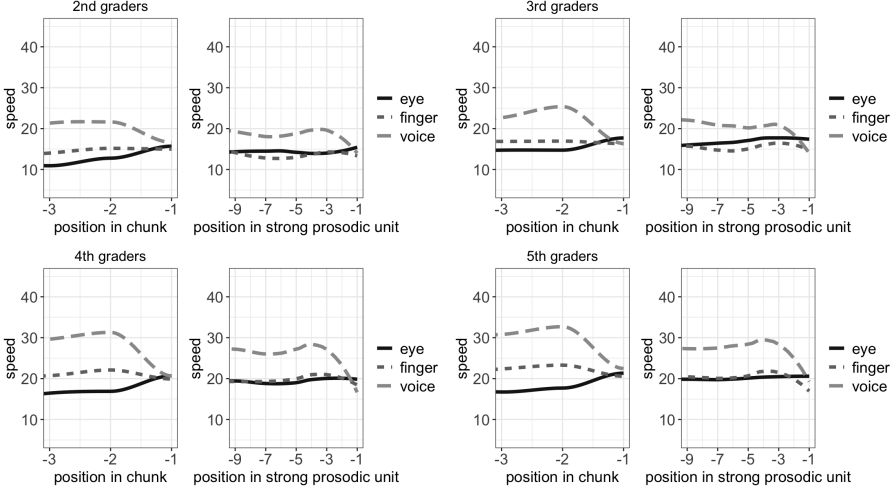 2nd graders
speed
40
30
20
10
-3 -2 -1
position in chunk
speed
40
30
20
10
-9 -7 -5 -3 -1
position in strong prosodic unit
eye
finger
voice
3rd graders
speed
40
30
20
10
-3 -2 -1
position in chunk
speed
40
30
20
10
-9 -7 -5 -3 -1
position in strong prosodic unit
eye
finger
voice
4th graders
speed
40
30
20
10
-3 -2 -1
position in chunk
speed
40
30
20
10
-9 -7 -5 -3 -1
position in strong prosodic unit
eye
finger
voice
5th graders
speed
40
30
20
10
-3 -2 -1
position in chunk
speed
40
30
20
10
-9 -7 -5 -3 -1
position in strong prosodic unit
eye
finger
voice